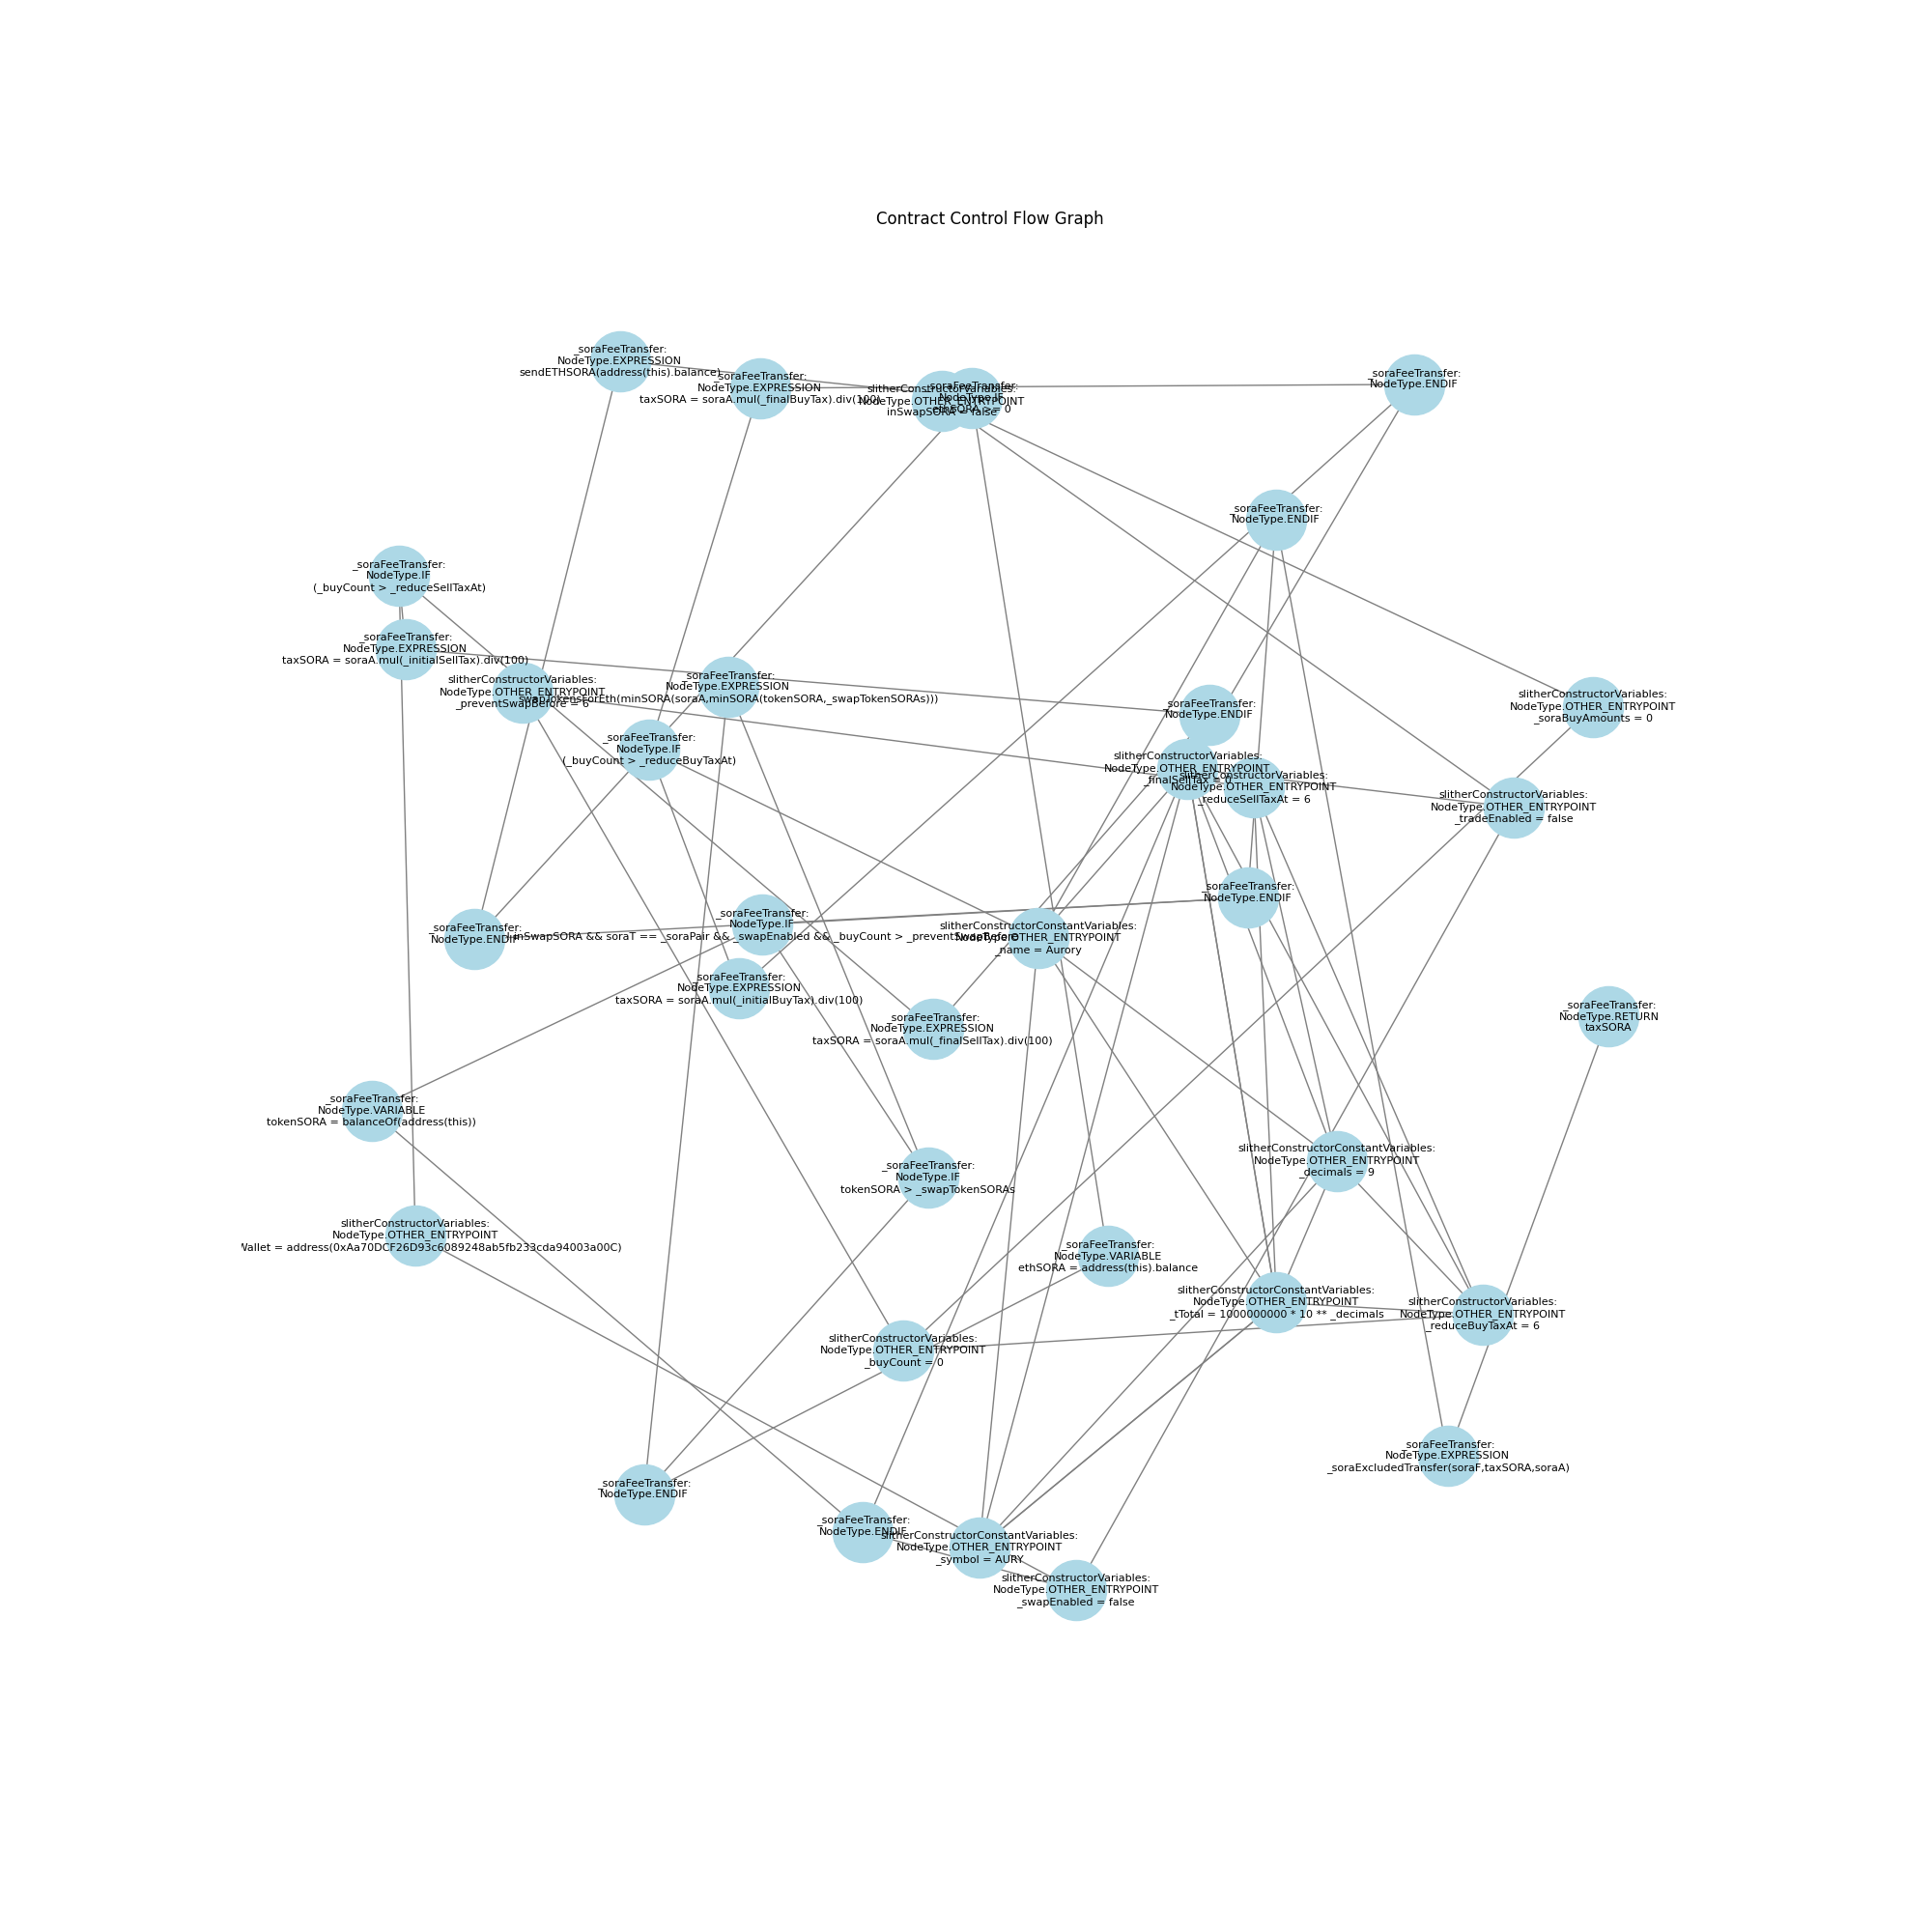 Contract Control Flow Graph
_soraFeeTransfer:
NodeType.EXPRESSION
sendETHSORA(address(this).balance)
_soraFeeTransfer:
NodeType.EXPRESSION
taxSORA = soraA.mul(_finalBuyTax).div(100)
slitherConstructorVariables:
NodeType.OTHER_ENTRYPOINT
inSwapSORA = false
_soraFeeTransfer:
NodeType.IF
ethSORA >= 0
_soraFeeTransfer:
NodeType.ENDIF
_soraFeeTransfer:
NodeType.ENDIF
_soraFeeTransfer:
NodeType.IF
(_buyCount > _reduceSellTaxAt)
_soraFeeTransfer:
NodeType.EXPRESSION
taxSORA = soraA.mul(_initialSellTax).div(100)
slitherConstructorVariables:
NodeType.OTHER_ENTRYPOINT
_preventSwapBefore = 6
_soraFeeTransfer:
NodeType.EXPRESSION
swapTokensForEth(minSORA(soraA,minSORA(tokenSORA,_swapTokenSORAs)))
_soraFeeTransfer:
NodeType.ENDIF
slitherConstructorVariables:
NodeType.OTHER_ENTRYPOINT
_soraBuyAmounts = 0
_soraFeeTransfer:
NodeType.IF
(_buyCount > _reduceBuyTaxAt)
slitherConstructorVariables:
NodeType.OTHER_ENTRYPOINT
_finalSellTax = 0
slitherConstructorVariables:
NodeType.OTHER_ENTRYPOINT
_reduceSellTaxAt = 6
slitherConstructorVariables:
NodeType.OTHER_ENTRYPOINT
_tradeEnabled = false
_soraFeeTransfer:
NodeType.ENDIF
_soraFeeTransfer:
NodeType.ENDIF
_soraFeeTransfer:
NodeType.IF
&& soraT == _soraPair && _swapEnabled && _buyCount > _preventSwapBefore
slitherConstructorConstantVariables:
NodeType.OTHER_ENTRYPOINT
_name = Aurory
_soraFeeTransfer:
NodeType.EXPRESSION
taxSORA = soraA.mul(_initialBuyTax).div(100)
_soraFeeTransfer:
NodeType.EXPRESSION
taxSORA = soraA.mul(_finalSellTax).div(100)
_soraFeeTransfer:
NodeType.RETURN
taxSORA
_soraFeeTransfer:
NodeType.VARIABLE
tokenSORA = balanceOf(address(this))
_soraFeeTransfer:
NodeType.IF
tokenSORA > _swapTokenSORAs
slitherConstructorConstantVariables:
NodeType.OTHER_ENTRYPOINT
_decimals = 9
slitherConstructorVariables:
NodeType.OTHER_ENTRYPOINT
Wallet = address(0xAa70DCF26D93c6089248ab5fb233cda94003a00C)
_soraFeeTransfer:
NodeType.VARIABLE
ethSORA = address(this).balance
slitherConstructorConstantVariables:
NodeType.OTHER_ENTRYPOINT
_tTotal = 1000000000 * 10 ** _decimals
slitherConstructorVariables:
NodeType.OTHER_ENTRYPOINT
_reduceBuyTaxAt = 6
slitherConstructorVariables:
NodeType.OTHER_ENTRYPOINT
_buyCount = 0
_soraFeeTransfer:
NodeType.EXPRESSION
_soraExcludedTransfer(soraF,taxSORA,soraA)
_soraFeeTransfer:
NodeType.ENDIF
_soraFeeTransfer:
NodeType.ENDIF
slitherConstructorConstantVariables:
NodeType.OTHER_ENTRYPOINT
_symbol = AURY
slitherConstructorVariables:
NodeType.OTHER_ENTRYPOINT
_swapEnabled = false